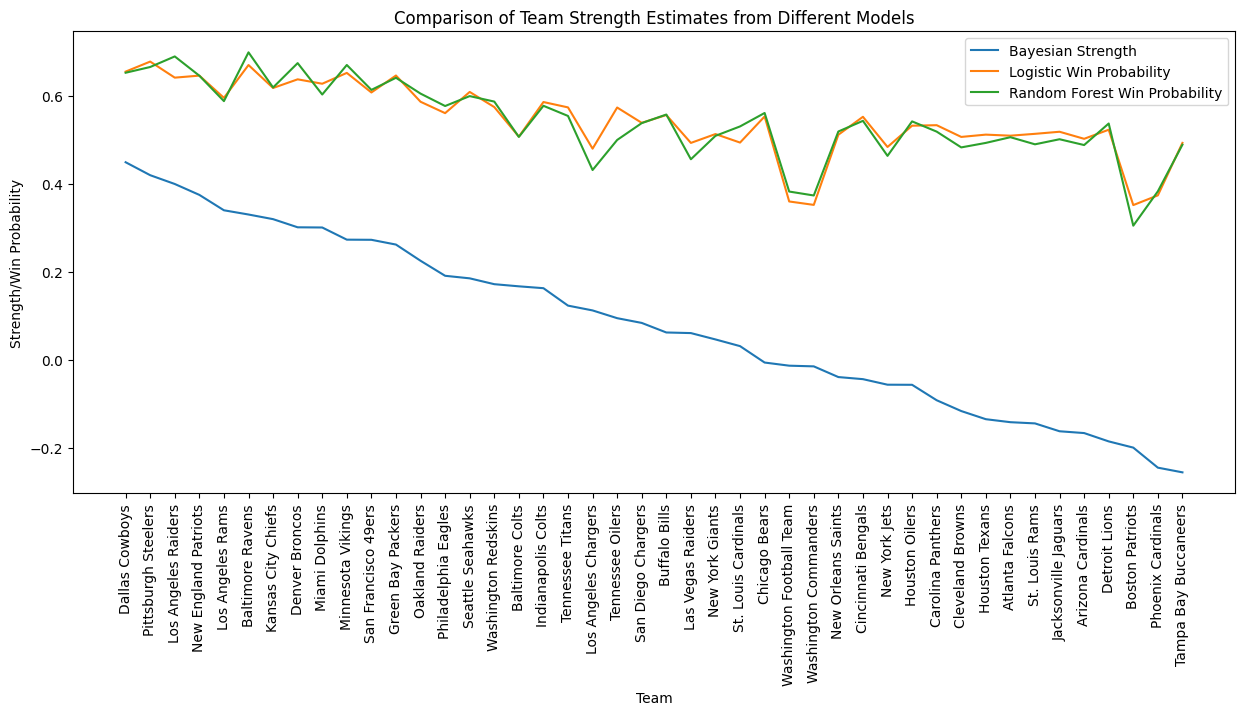 Comparison of Team Strength Estimates from Different Models
Bayesian Strength
Logistic Win Probability
Random Forest Win Probability
Strength/Win Probability
0.6
0.4
0.2
0.0
−0.2
Dallas Cowboys
Pittsburgh Steelers
Los Angeles Raiders
New England Patriots
Los Angeles Rams
Baltimore Ravens
Kansas City Chiefs
Denver Broncos
Miami Dolphins
Minnesota Vikings
San Francisco 49ers
Green Bay Packers
Oakland Raiders
Philadelphia Eagles
Seattle Seahawks
Washington Redskins
Baltimore Colts
Indianapolis Colts
Tennessee Titans
Los Angeles Chargers
Tennessee Oilers
San Diego Chargers
Buffalo Bills
Las Vegas Raiders
New York Giants
St. Louis Cardinals
Chicago Bears
Washington Football Team
Washington Commanders
New Orleans Saints
Cincinnati Bengals
New York Jets
Houston Oilers
Carolina Panthers
Cleveland Browns
Houston Texans
Atlanta Falcons
St. Louis Rams
Jacksonville Jaguars
Arizona Cardinals
Detroit Lions
Boston Patriots
Phoenix Cardinals
Tampa Bay Buccaneers
Team